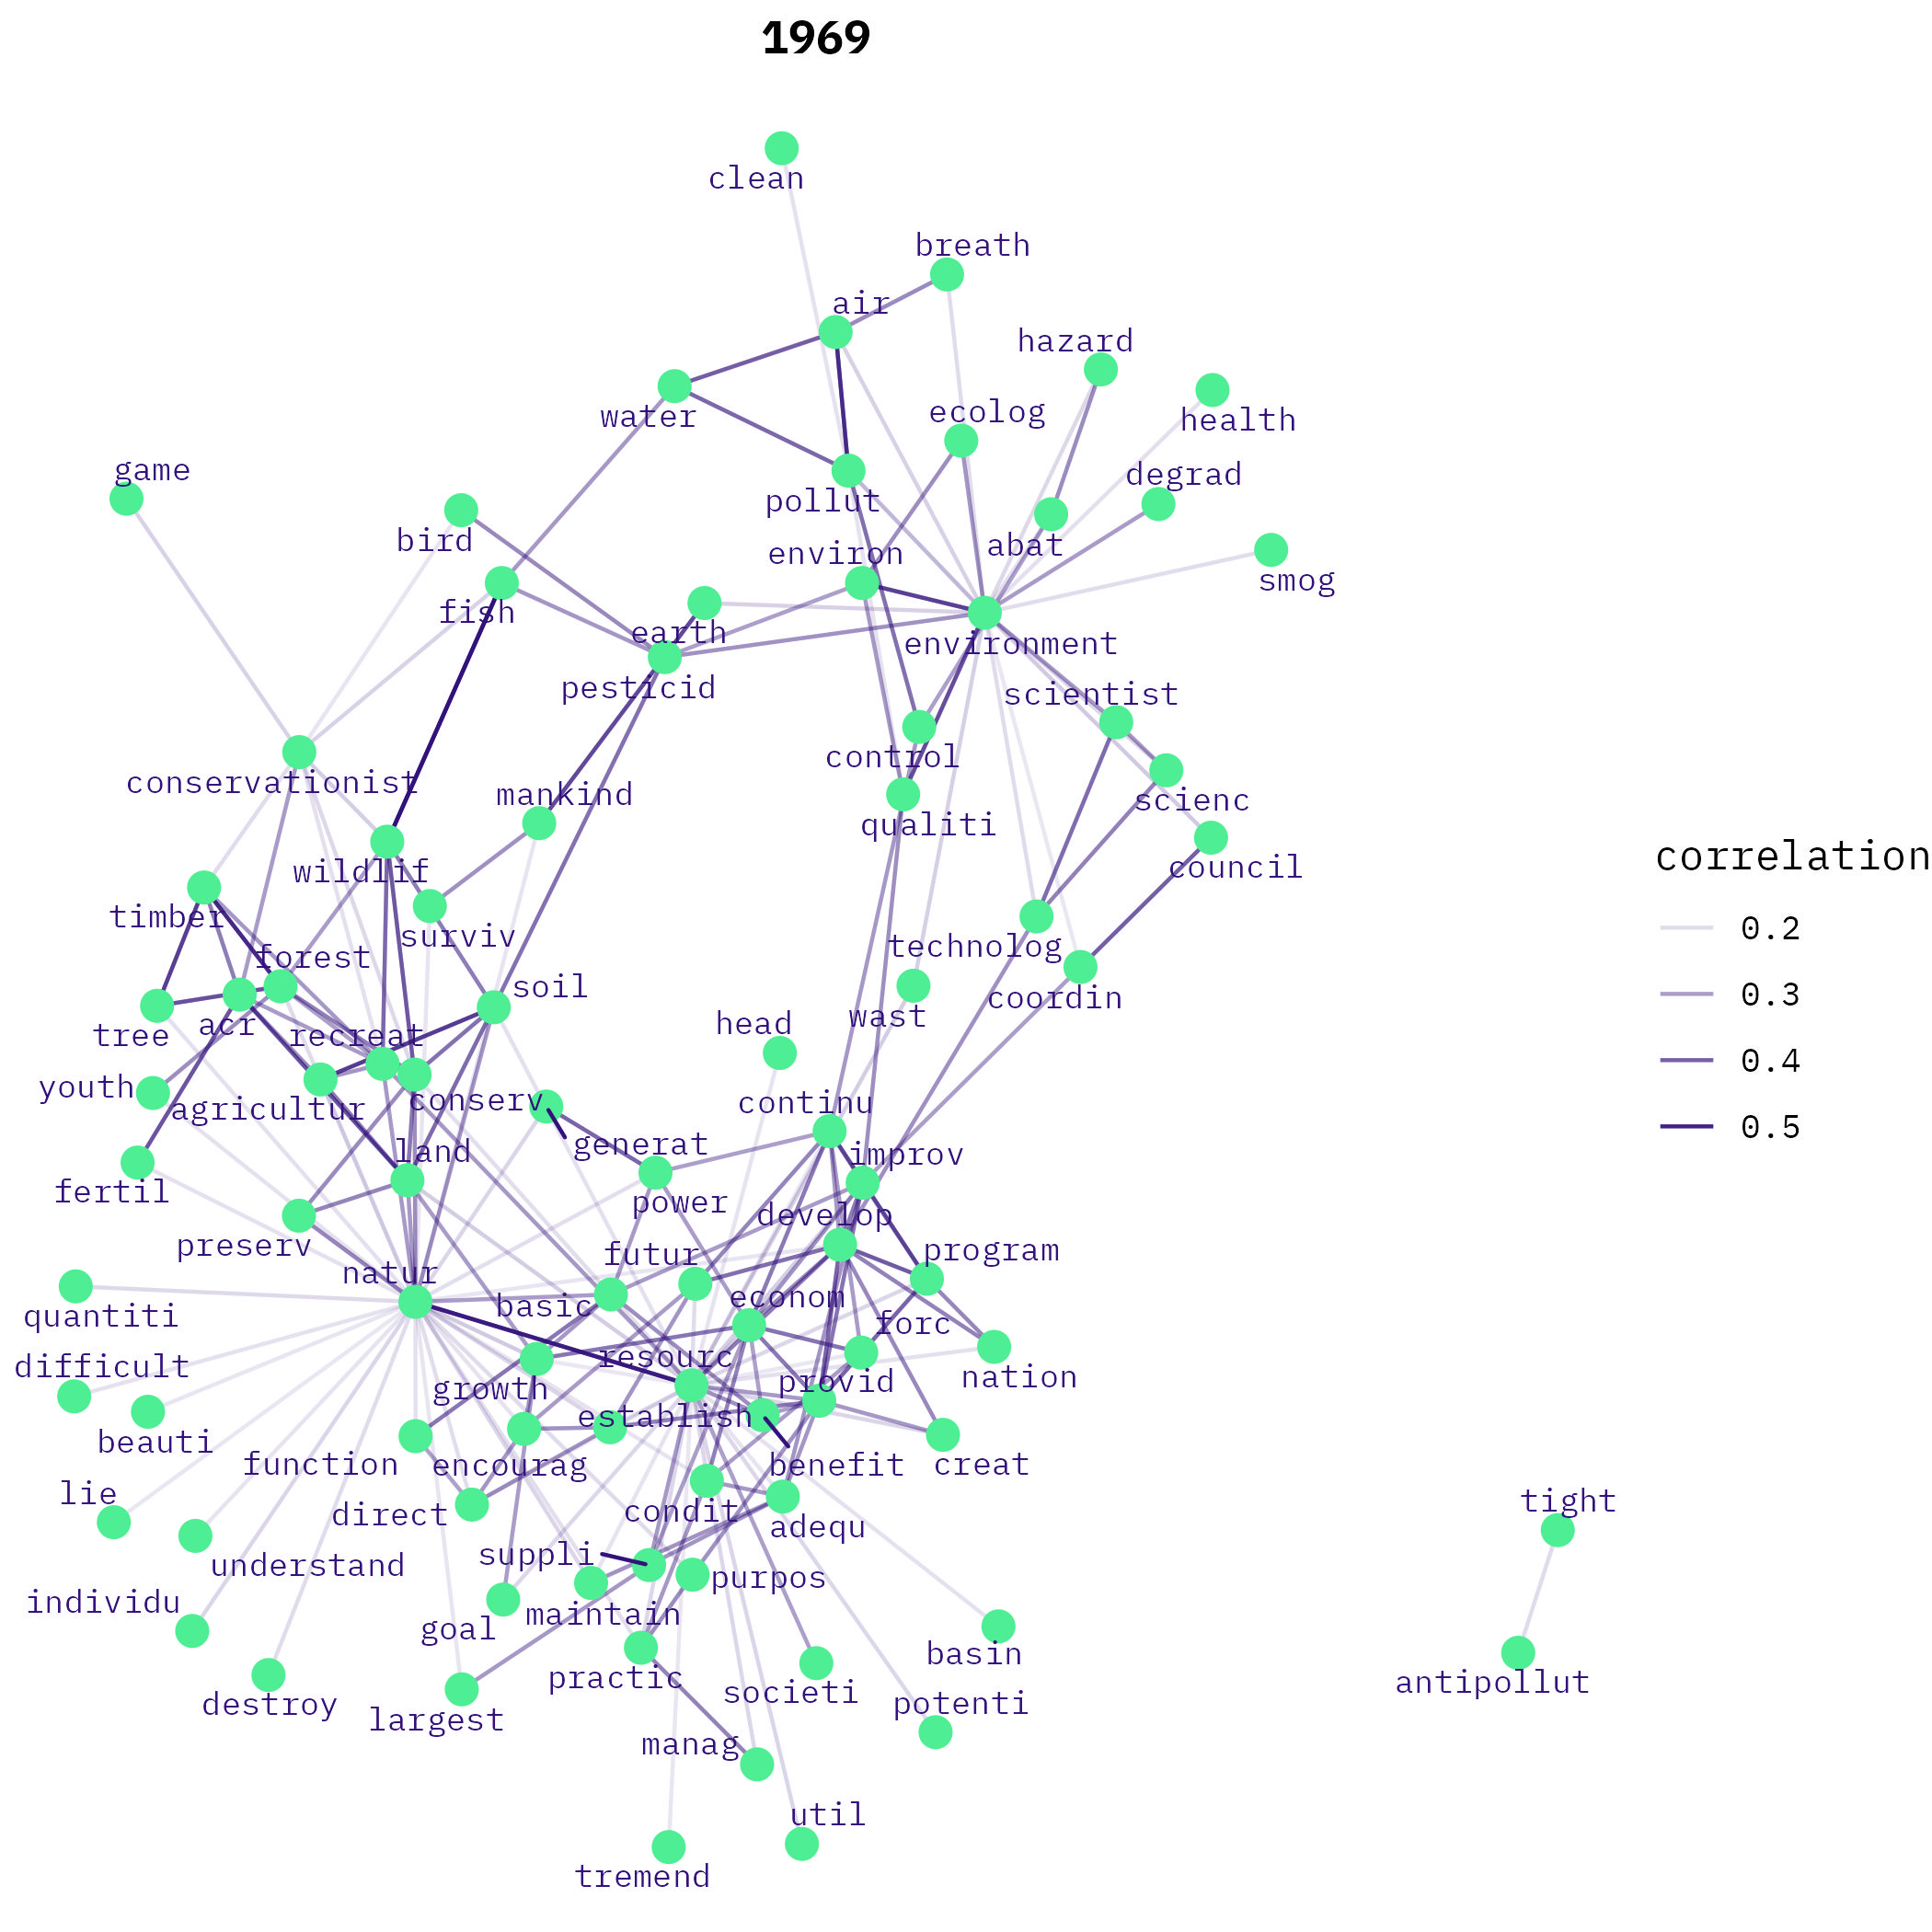 1969
clean
breath
air
hazard
water
ecolog
health
game
degrad
pollut
bird
environ
abat
smog
fish
earth
environment
pesticid
scientist
control
conservationist
mankind
scienc
qualiti
correlation
council
wildlif
timber
0.2
surviv
technolog
forest
soil
coordin
0.3
wast
head
acr
tree
recreat
0.4
youth
conserv
continu
agricultur
0.5
generat
land
improv
fertil
power
develop
preserv
futur
program
natur
econom
basic
quantiti
forc
resourc
difficult
nation
provid
growth
establish
beauti
function
encourag
benefit
creat
lie
tight
condit
direct
adequ
suppli
understand
purpos
individu
maintain
goal
basin
practic
antipollut
societi
destroy
potenti
largest
manag
util
tremend